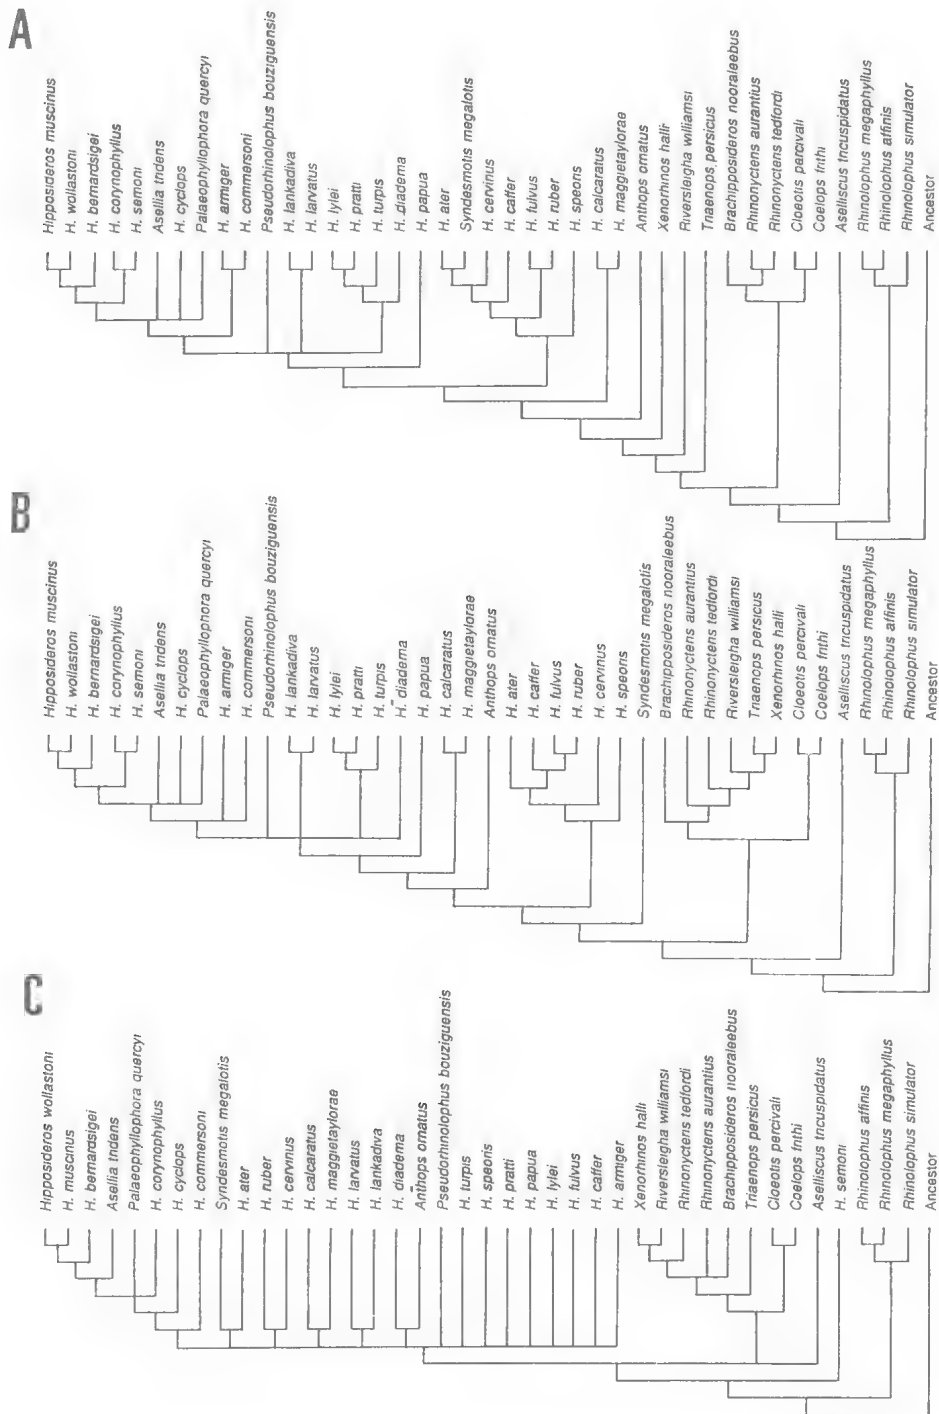 A
Hipposideros muscinus
H. wollastoni
H. bernardsigei
H. corynophyllus
H. semoni
Asellia tridens
H. cyclops
Palaeophyllophora quercyi
H. armiger
H. commersoni
Pseudorhinolophus bouziguensis
H. lankadiva
H. larvatus
H. lylei
H. pratti
H. turpis
H. diadema
H. papua
H. ater
Syndesmotis megalotis
H. cervinus
H. caffer
H. fulvus
H. ruber
H. speoris
H. calcaratus
H. maggietaylorae
Anthops ornatus
Xenorhinos halli
Riversleigha williamsi
Triaenops persicus
Brachipposideros nooraleebus
Rhinonycteris aurantius
Rhinonycteris tedfordi
Cloeotis percivali
Coelops frithi
Aselliscus tricuspidatus
Rhinolophus megaphyllus
Rhinolophus affinis
Rhinolophus simulator
Ancestor
B
Hipposideros muscinus
H. wollastoni
H. bernardsigei
H. corynophyllus
H. semoni
Asellia tridens
H. cyclops
Palaeophyllophora quercyi
H. armiger
H. commersoni
Pseudorhinolophus bouziguensis
H. lankadiva
H. larvatus
H. lylei
H. pratti
H. turpis
H. diadema
H. papua
H. calcaratus
H. maggietaylorae
Anthops ornatus
H. ater
H. caffer
H. fulvus
H. ruber
H. cervinus
H. speoris
Syndesmotis megalotis
Brachipposideros nooraleebus
Rhinonycteris aurantius
Rhinonycteris tedfordi
Riversleigha williamsi
Triaenops persicus
Xenorhinos halli
Cloeotis percivali
Coelops frithi
Aselliscus tricuspidatus
Rhinolophus megaphyllus
Rhinolophus affinis
Rhinolophus simulator
Ancestor
C
Hipposideros wollastoni
H. muscinus
H. bernardsigei
Asellia tridens
Palaeophyllophora quercyi
H. corynophyllus
H. cyclops
H. commersoni
Syndesmotis megalotis
H. ater
H. ruber
H. cervinus
H. calcaratus
H. maggietaylorae
H. larvatus
H. lankadiva
H. diadema
Anthops ornatus
Pseudorhinolophus bouziguensis
H. turpis
H. speoris
H. pratti
H. papua
H. lylei
H. fulvus
H. caffer
H. armiger
Xenorhinos halli
Riversleigha williamsi
Rhinonycteris tedfordi
Rhinonycteris aurantius
Brachipposideros nooraleebus
Triaenops persicus
Cloeotis percivali
Coelops frithi
Aselliscus tricuspidatus
H. semoni
Rhinolophus affinis
Rhinolophus megaphyllus
Rhinolophus simulator
Ancestor